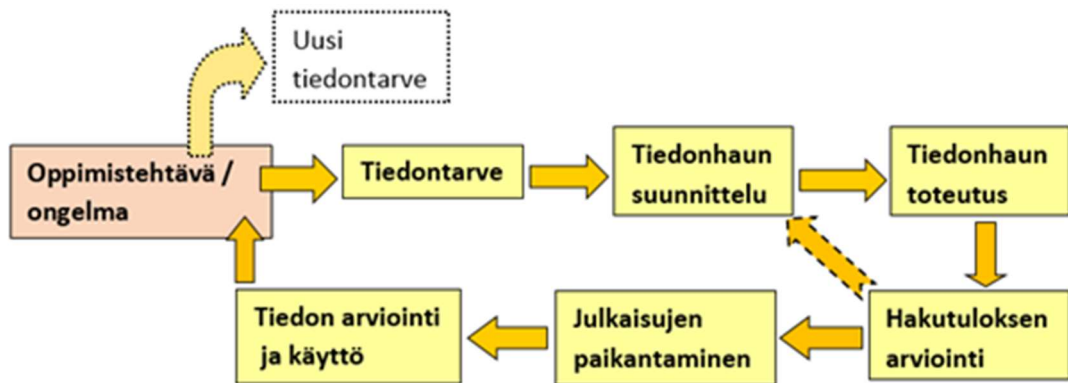 Uusi
tiedontarve
Oppimistehtävä /
ongelma
Tiedontarve
Tiedonhaun
suunnittelu
Tiedonhaun
toteutus
Hakutuloksen
arviointi
Julkaisujen
paikantaminen
Tiedon arviointi
ja käyttö